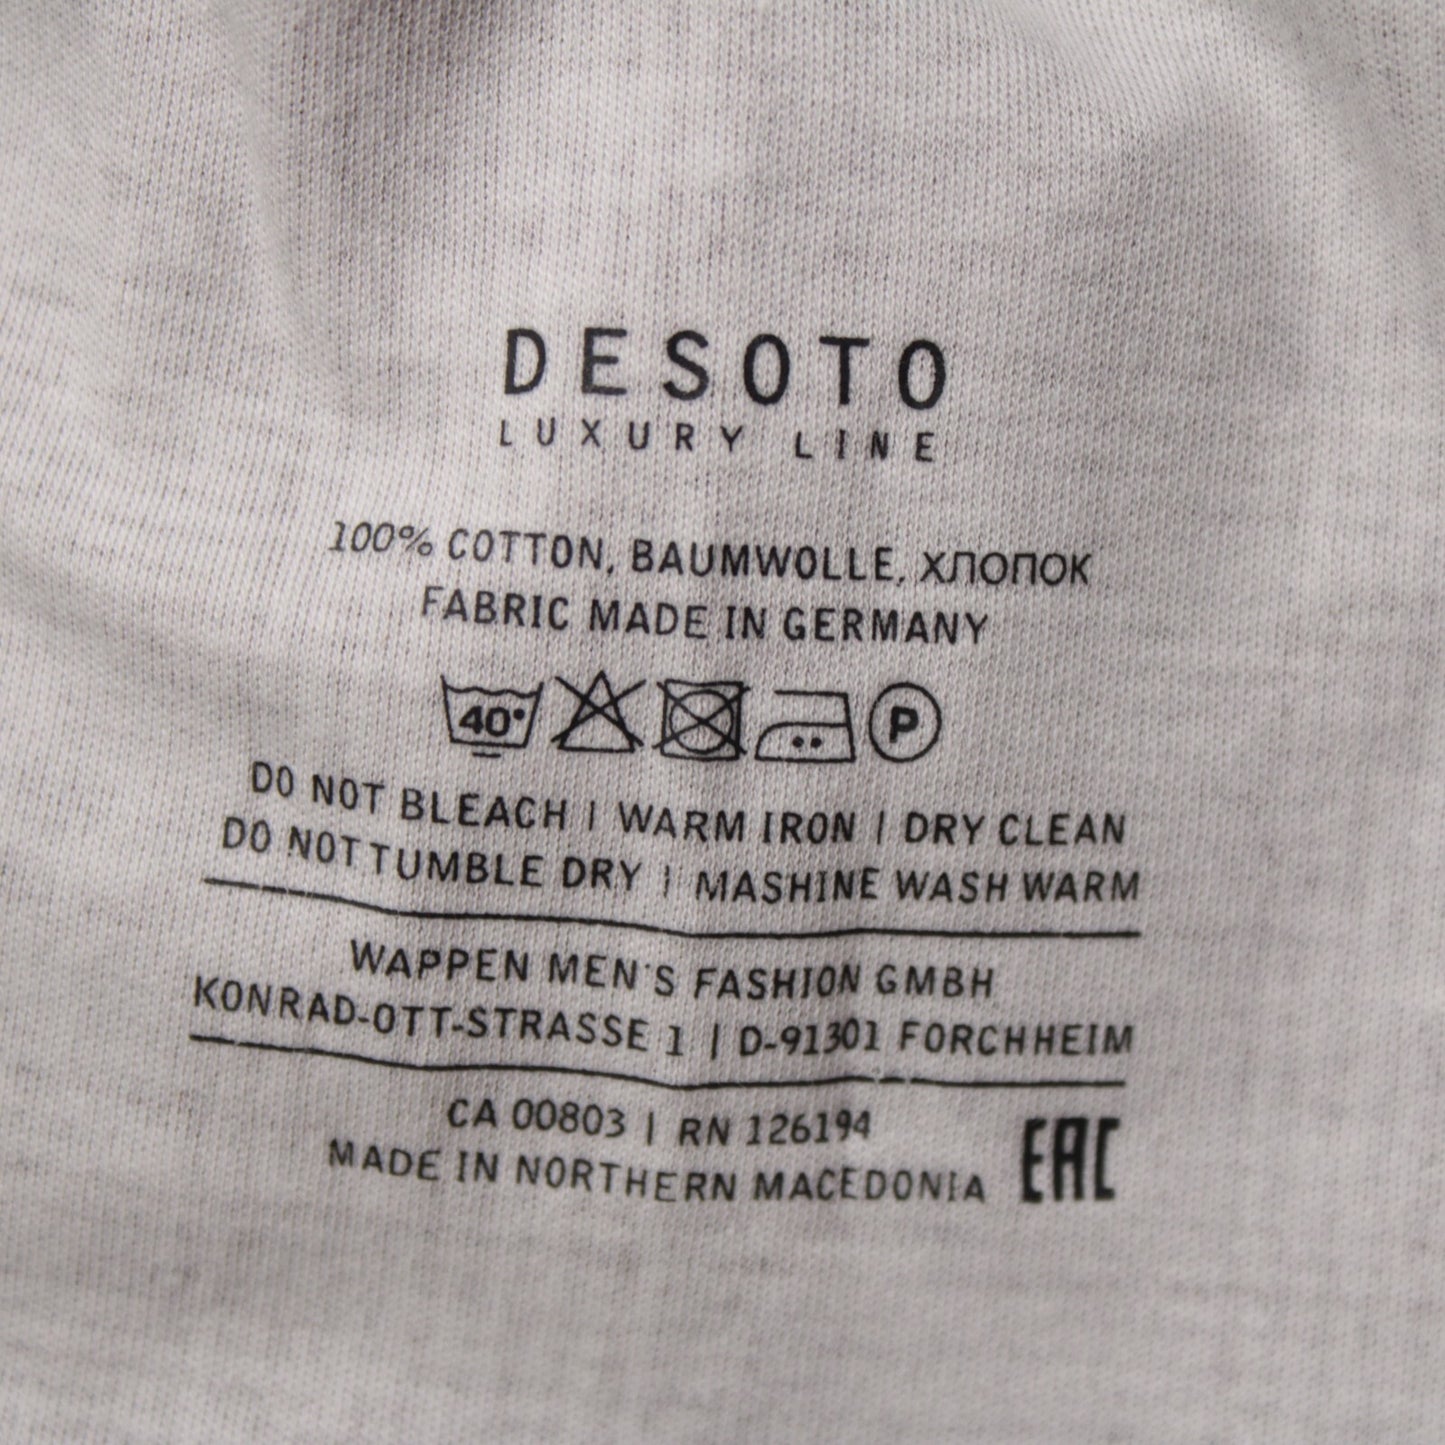 DESOTO
LUXURY LINE
100% COTTON, BAUMWOLLE, ХЛОПОК
FABRIC MADE IN GERMANY
40° P
DO NOT BLEACH | WARM IRON | DRY CLEAN
DO NOT TUMBLE DRY | MASHINE WASH WARM
WAPPEN MEN'S FASHION GMBH
KONRAD-OTT-STRASSE 1 | D-91301 FORCHHEIM
CA 00803 | RN 126194
MADE IN NORTHERN MACEDONIA EAC